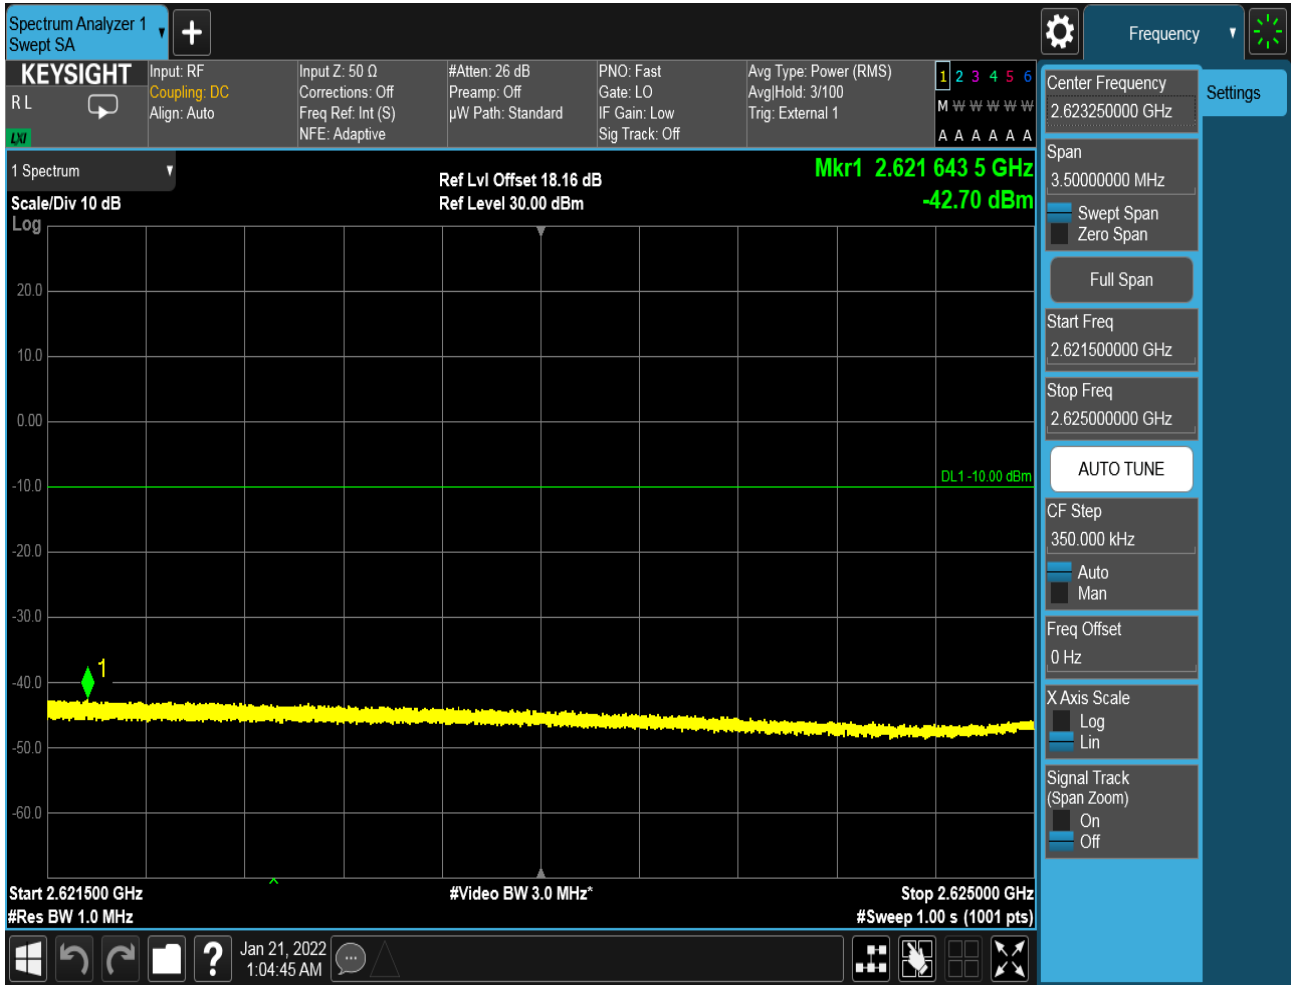 Spectrum Analyzer 1
Swept SA
Frequency
KEYSIGHT
R L
LXI
Input: RF
Coupling: DC
Align: Auto
Input Z: 50 Ω
Corrections: Off
Freq Ref: Int (S)
NFE: Adaptive
#Atten: 26 dB
Preamp: Off
µW Path: Standard
PNO: Fast
Gate: LO
IF Gain: Low
Sig Track: Off
Avg Type: Power (RMS)
Avg|Hold: 3/100
Trig: External 1
1 2 3 4 5 6
M W W W W W
A A A A A A
1 Spectrum
Scale/Div 10 dB
Log
Ref Lvl Offset 18.16 dB
Ref Level 30.00 dBm
Mkr1 2.621 643 5 GHz
-42.70 dBm
20.0
10.0
0.00
-10.0
-20.0
-30.0
-40.0
-50.0
-60.0
DL1 -10.00 dBm
1
Start 2.621500 GHz
#Res BW 1.0 MHz
#Video BW 3.0 MHz*
Stop 2.625000 GHz
#Sweep 1.00 s (1001 pts)
Jan 21, 2022
1:04:45 AM
?
Center Frequency
2.623250000 GHz
Settings
Span
3.50000000 MHz
Swept Span
Zero Span
Full Span
Start Freq
2.621500000 GHz
Stop Freq
2.625000000 GHz
AUTO TUNE
CF Step
350.000 kHz
Auto
Man
Freq Offset
0 Hz
X Axis Scale
Log
Lin
Signal Track
(Span Zoom)
On
Off